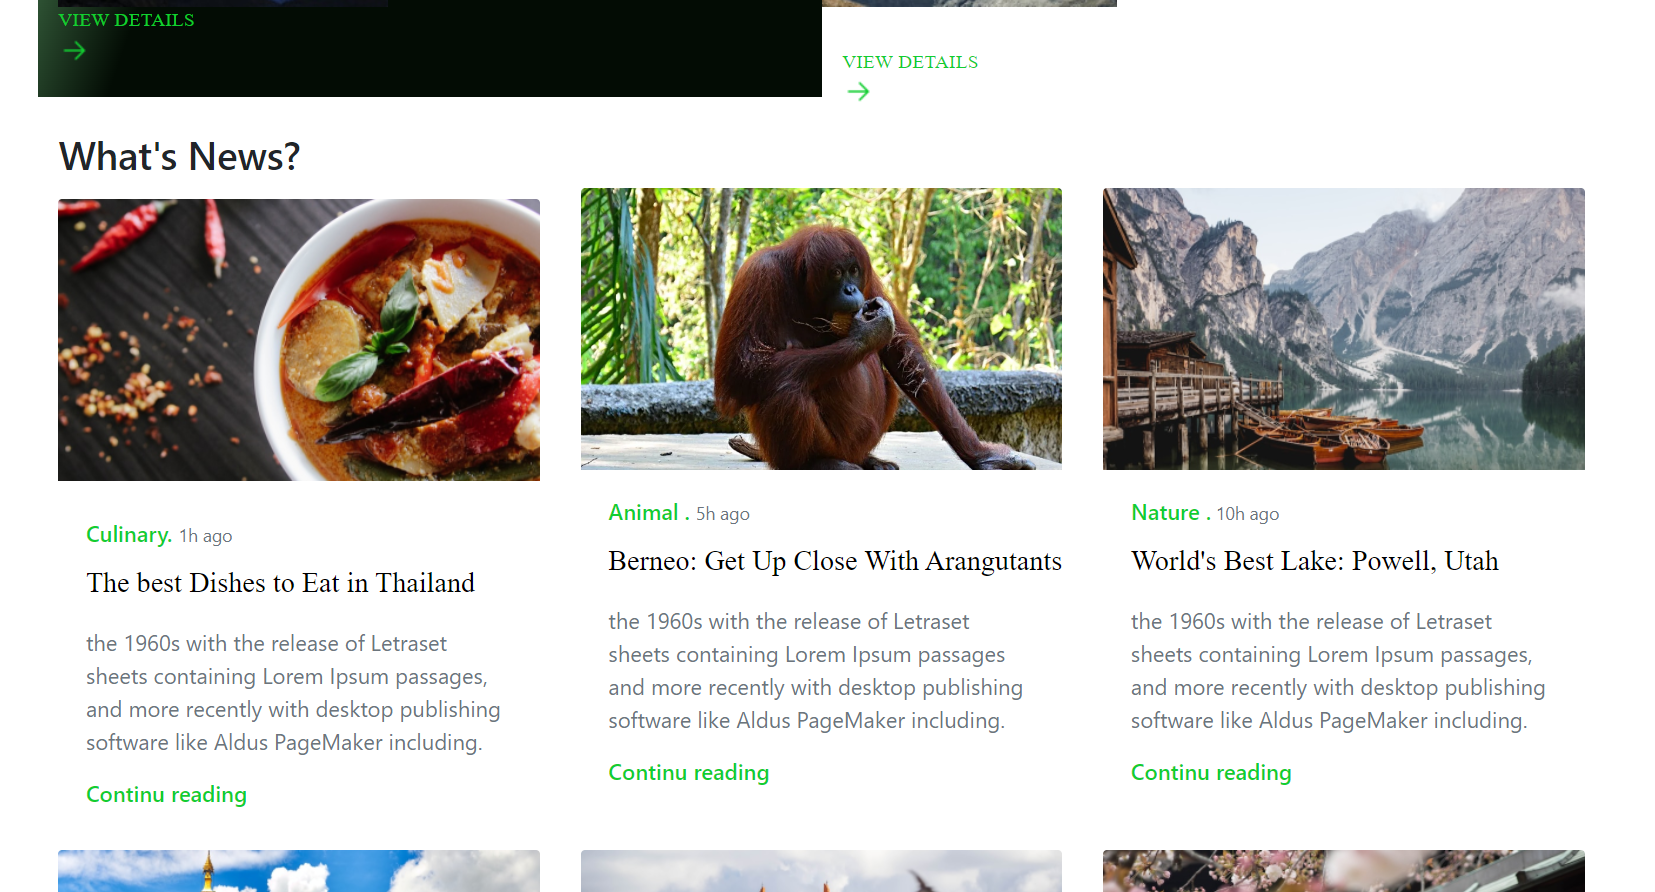 VIEW DETAILS
VIEW DETAILS
What's News?
Culinary. 1h ago
The best Dishes to Eat in Thailand
the 1960s with the release of Letraset
sheets containing Lorem Ipsum passages,
and more recently with desktop publishing
software like Aldus PageMaker including.
Continu reading
Animal . 5h ago
Berneo: Get Up Close With Arangutants
the 1960s with the release of Letraset
sheets containing Lorem Ipsum passages
and more recently with desktop publishing
software like Aldus PageMaker including.
Continu reading
Nature . 10h ago
World's Best Lake: Powell, Utah
the 1960s with the release of Letraset
sheets containing Lorem Ipsum passages,
and more recently with desktop publishing
software like Aldus PageMaker including.
Continu reading